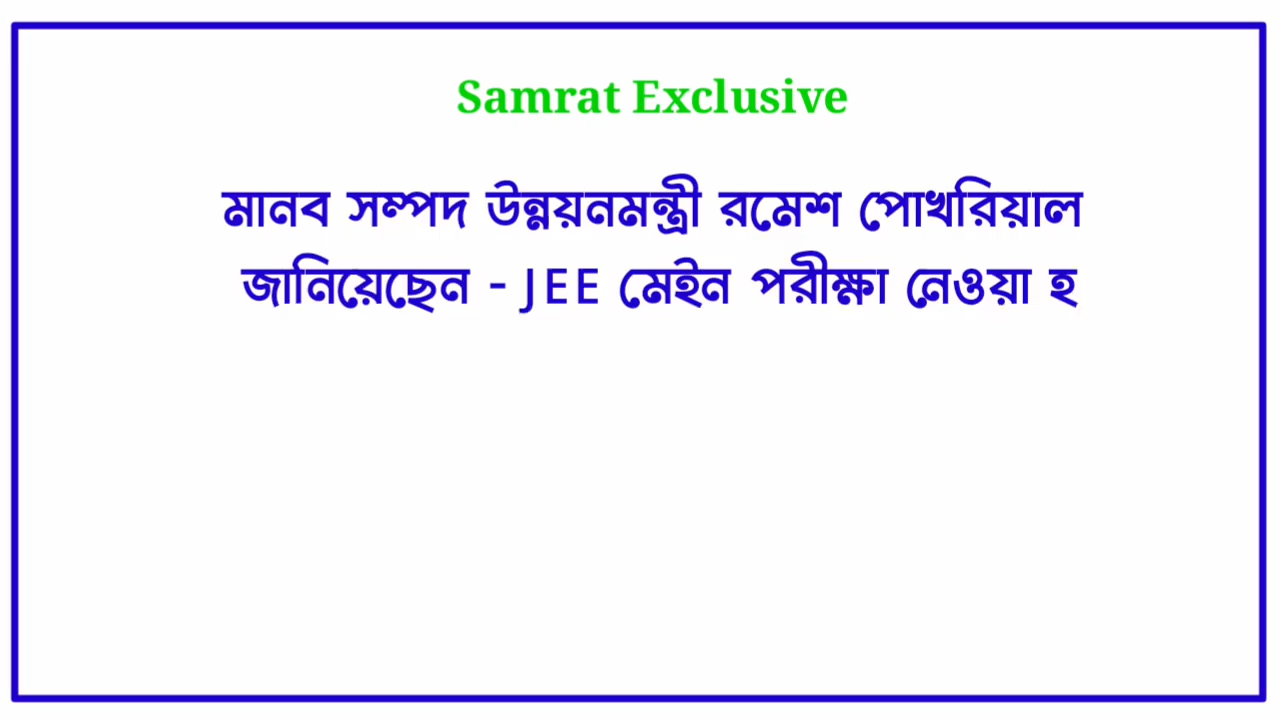 Samrat Exclusive
মানব সম্পদ উন্নয়নমন্ত্রী রমেশ পোখরিয়াল
জানিয়েছেন - JEE মেইন পরীক্ষা নেওয়া হ